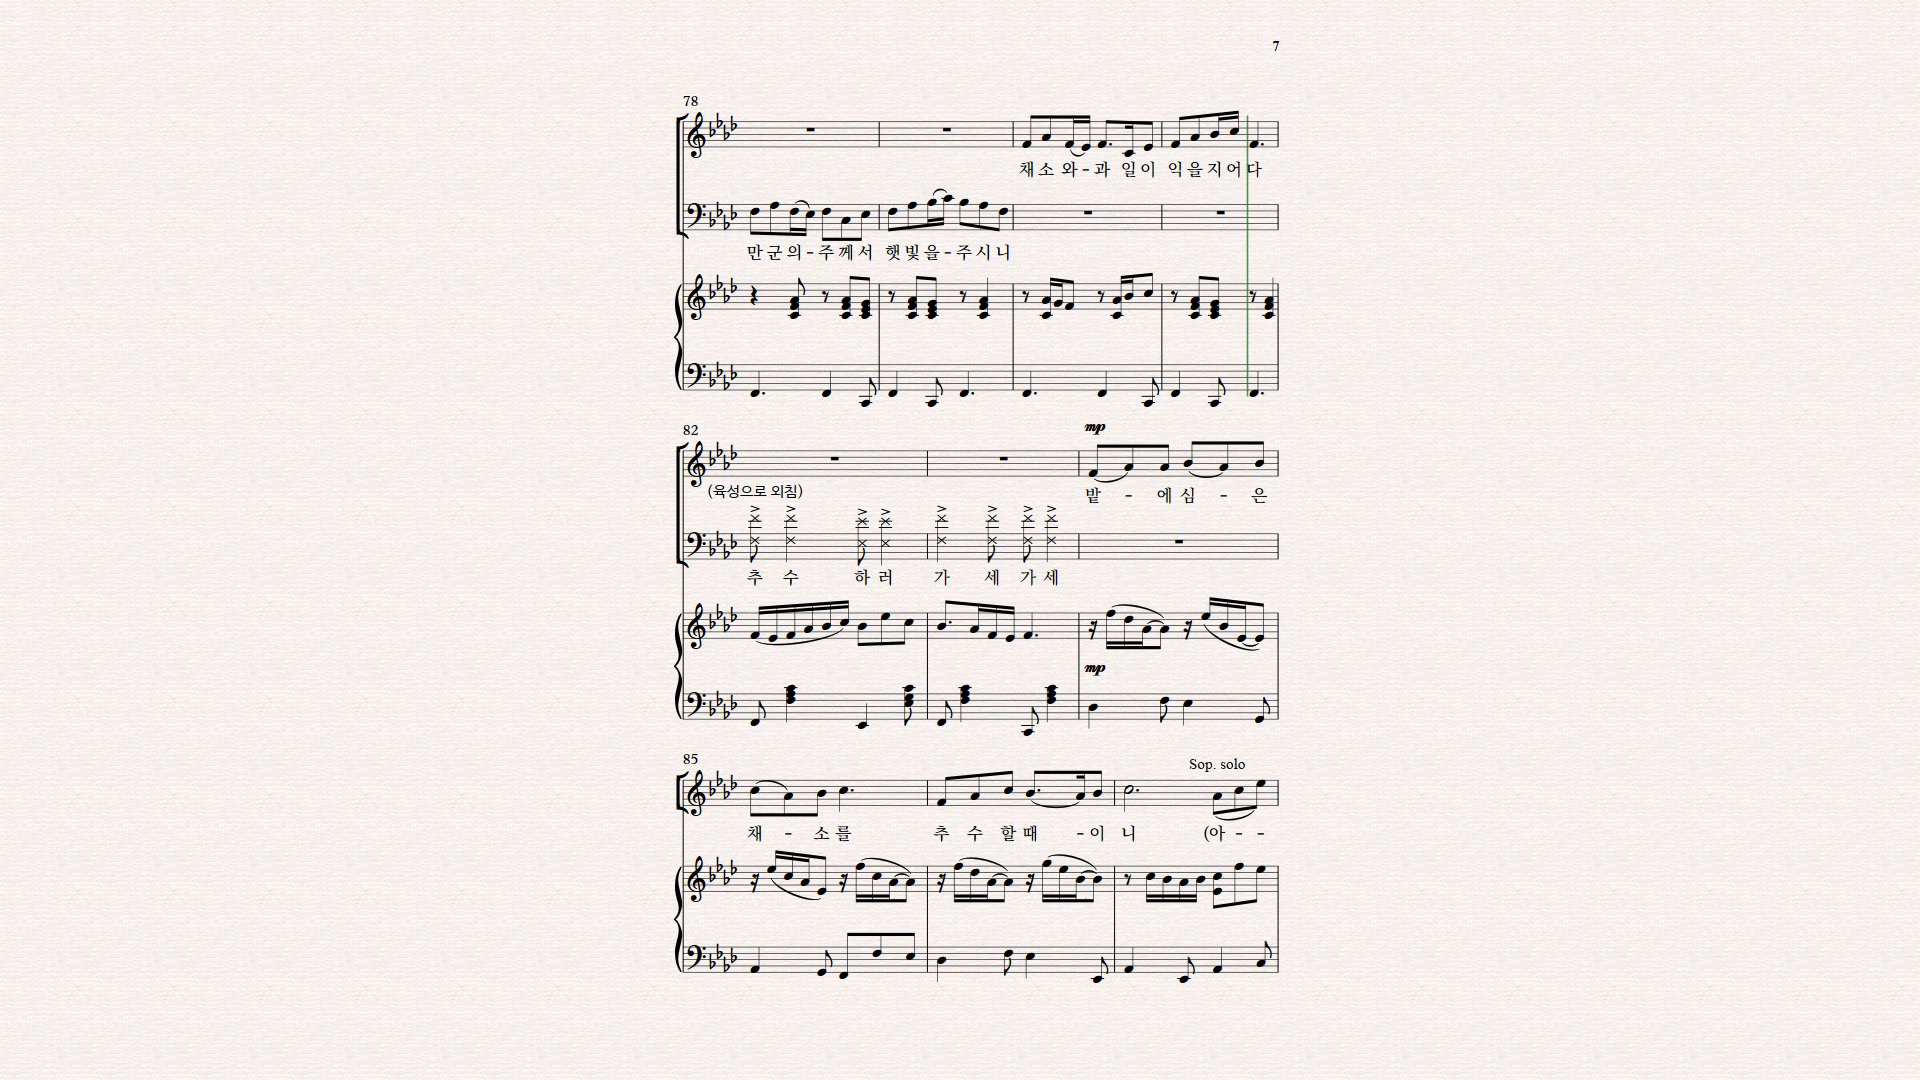 7
78
채소 와-과 일이 익을지어다
만군의-주께서 햇빛을-주시니
82
mp
(육성으로 외침)
밭 - 에 심 - 은
추 수 하 러 가 세 가 세
mp
85
Sop. solo
채 - 소 를 추 수 할 때 - 이 니 (아 - -